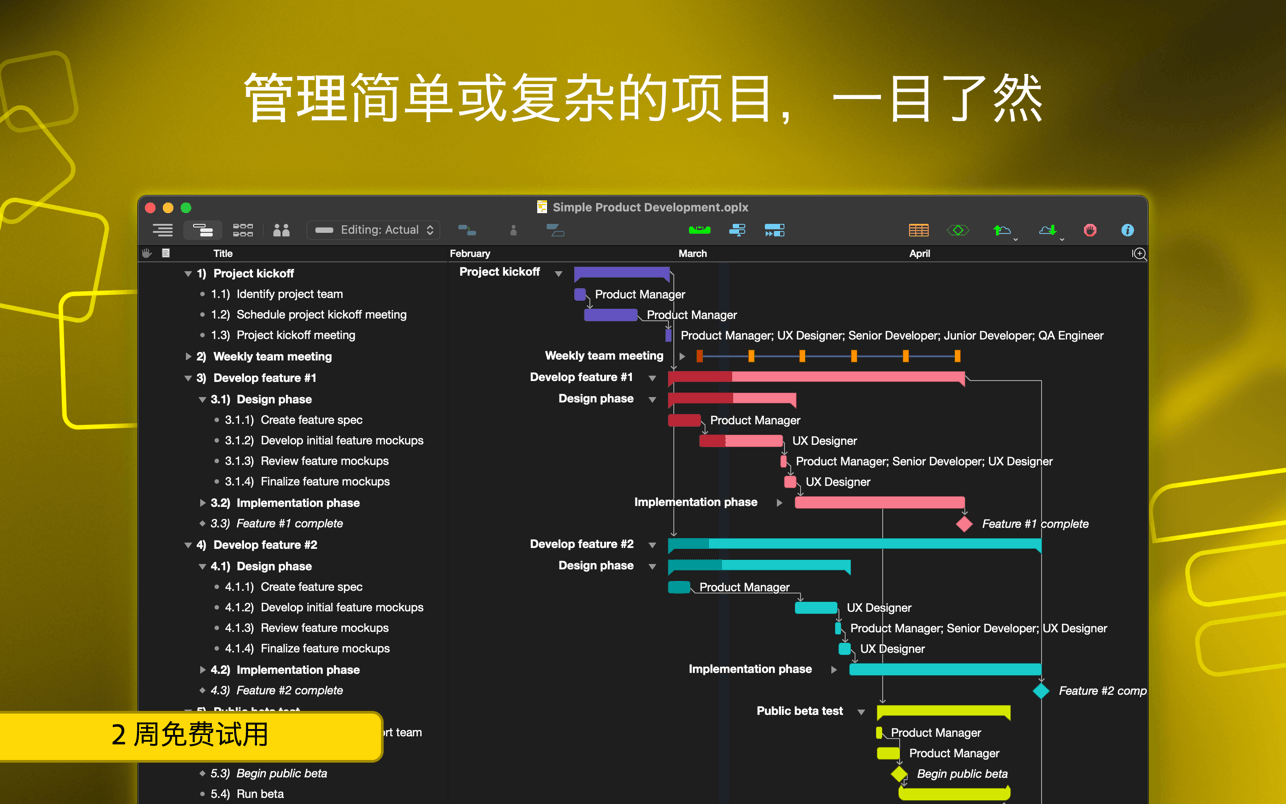 管理简单或复杂的项目，一目了然
Simple Product Development.oplx
Editing: Actual
Title February March April
1) Project kickoff Project kickoff
1.1) Identify project team Product Manager
1.2) Schedule project kickoff meeting Product Manager
1.3) Project kickoff meeting Product Manager; UX Designer; Senior Developer; Junior Developer; QA Engineer
2) Weekly team meeting Weekly team meeting
3) Develop feature #1 Develop feature #1
3.1) Design phase Design phase
3.1.1) Create feature spec Product Manager
3.1.2) Develop initial feature mockups UX Designer
3.1.3) Review feature mockups Product Manager; Senior Developer; UX Designer
3.1.4) Finalize feature mockups UX Designer
3.2) Implementation phase Implementation phase
3.3) Feature #1 complete Feature #1 complete
4) Develop feature #2 Develop feature #2
4.1) Design phase Design phase
4.1.1) Create feature spec Product Manager
4.1.2) Develop initial feature mockups UX Designer
4.1.3) Review feature mockups Product Manager; Senior Developer; UX Designer
4.1.4) Finalize feature mockups UX Designer
4.2) Implementation phase Implementation phase
4.3) Feature #2 complete Feature #2 comp
5) Public beta test Public beta test
2 周免费试用
rt team Product Manager
Product Manager
5.3) Begin public beta Begin public beta
5.4) Run beta